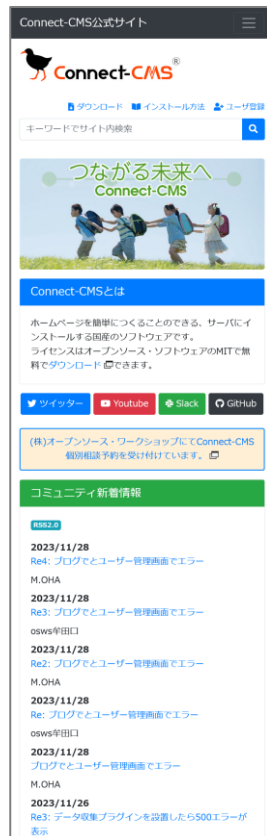 Connect-CMS公式サイト
Connect-CMS®
ダウンロード インストール方法 ユーザ登録
キーワードでサイト内検索
つながる未来へ
Connect-CMS
Connect-CMSとは
ホームページを簡単につくることのできる、サーバにイ
ンストールする国産のソフトウェアです。
ライセンスはオープンソース・ソフトウェアのMITで無
料でダウンロードできます。
ツイッター Youtube Slack GitHub
(株)オープンソース・ワークショップにてConnect-CMS
個別相談予約を受け付けています。
コミュニティ新着情報
RSS2.0
2023/11/28
Re4: ブログでとユーザー管理画面でエラー
M.OHA
2023/11/28
Re3: ブログでとユーザー管理画面でエラー
osws牟田口
2023/11/28
Re2: ブログでとユーザー管理画面でエラー
M.OHA
2023/11/28
Re: ブログでとユーザー管理画面でエラー
osws牟田口
2023/11/28
ブログでとユーザー管理画面でエラー
M.OHA
2023/11/26
Re3: データ収集プラグインを設置したら500エラーが
表示